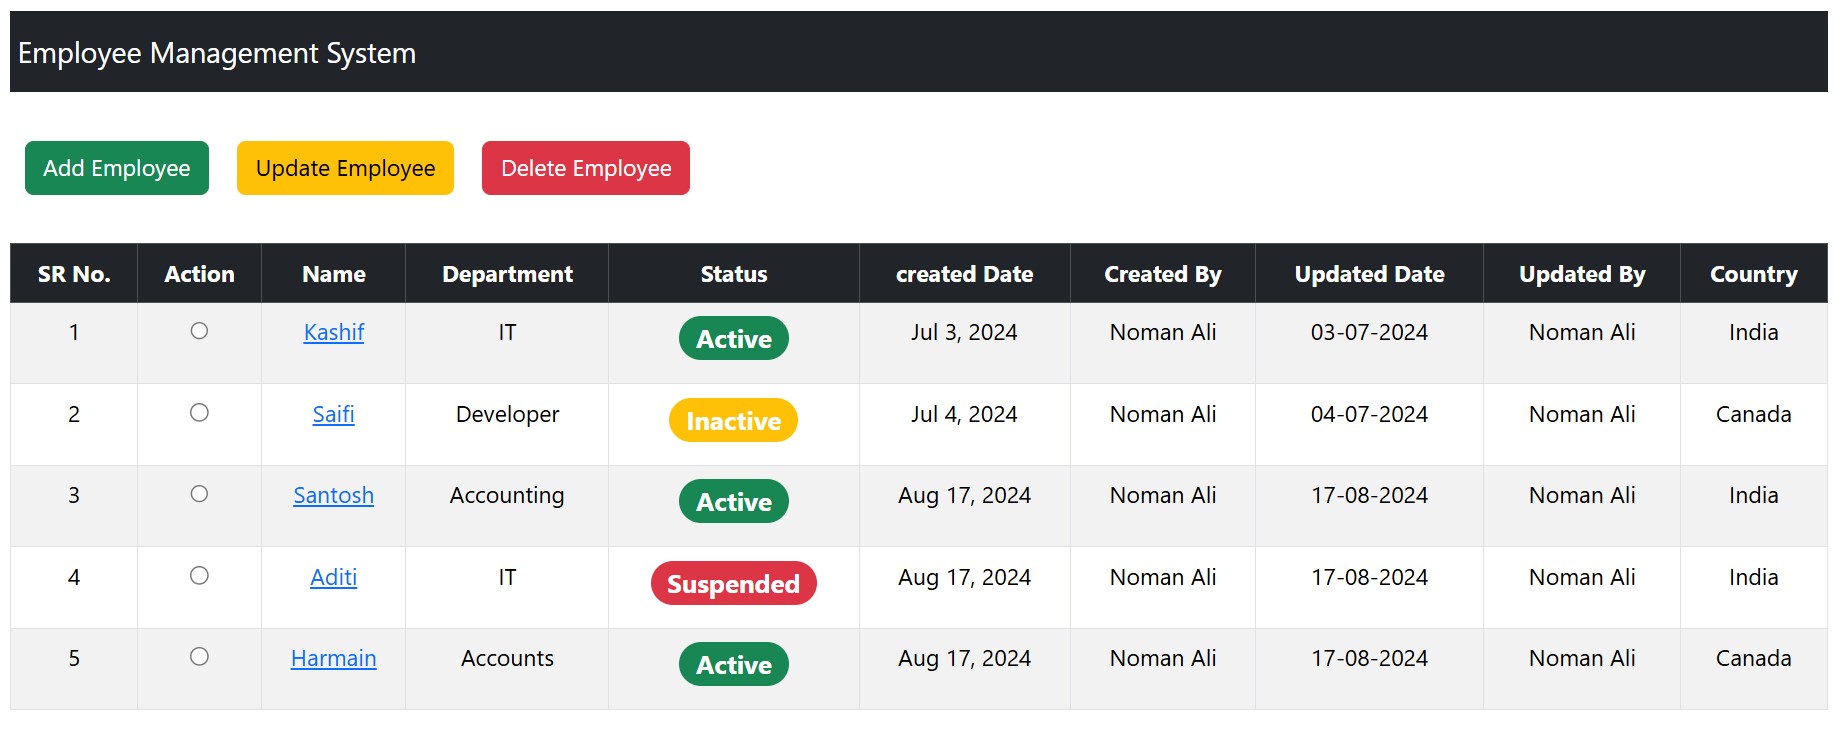 Employee Management System
Add Employee Update Employee Delete Employee
SR No. Action Name Department Status created Date Created By Updated Date Updated By Country
1 Kashif IT Active Jul 3, 2024 Noman Ali 03-07-2024 Noman Ali India
2 Saifi Developer Inactive Jul 4, 2024 Noman Ali 04-07-2024 Noman Ali Canada
3 Santosh Accounting Active Aug 17, 2024 Noman Ali 17-08-2024 Noman Ali India
4 Aditi IT Suspended Aug 17, 2024 Noman Ali 17-08-2024 Noman Ali India
5 Harmain Accounts Active Aug 17, 2024 Noman Ali 17-08-2024 Noman Ali Canada